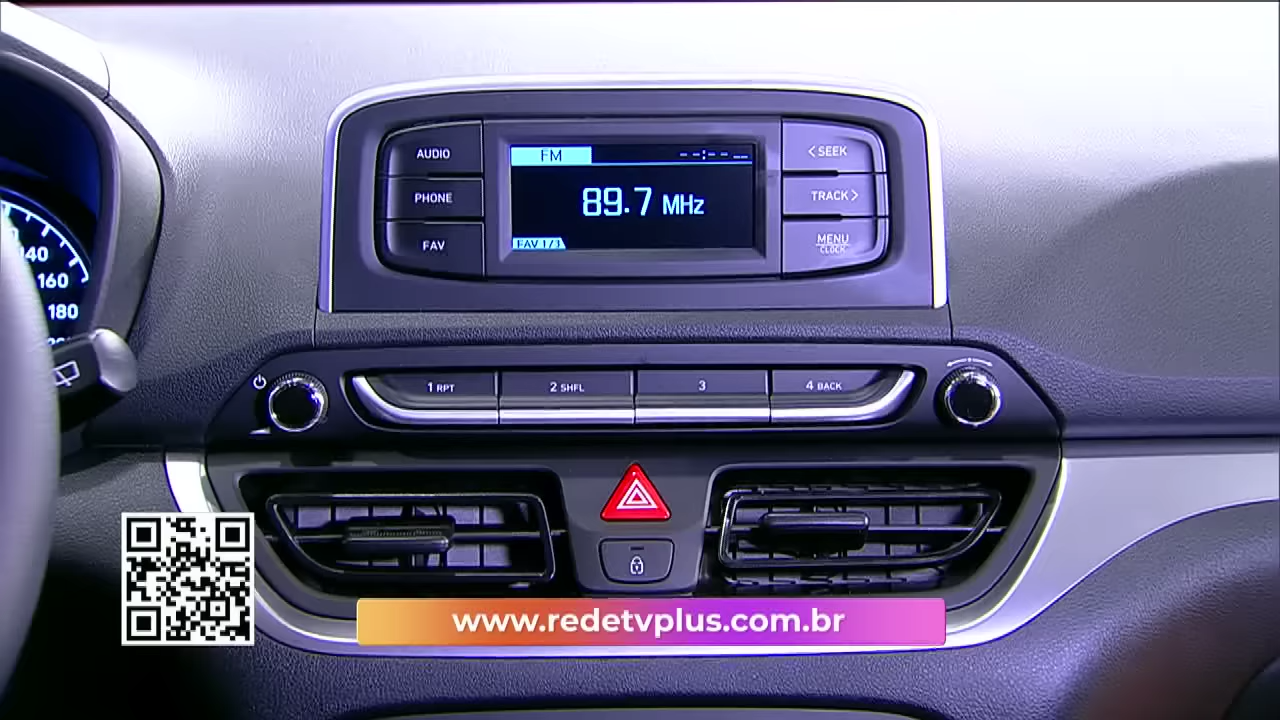 AUDIO
PHONE
FAV
FM
--:-- --
89.7 MHz
FAV 1/3
< SEEK
TRACK >
MENU
CLOCK
40
160
180
1 RPT
2 SHFL
3
4 BACK
www.redetvplus.com.br